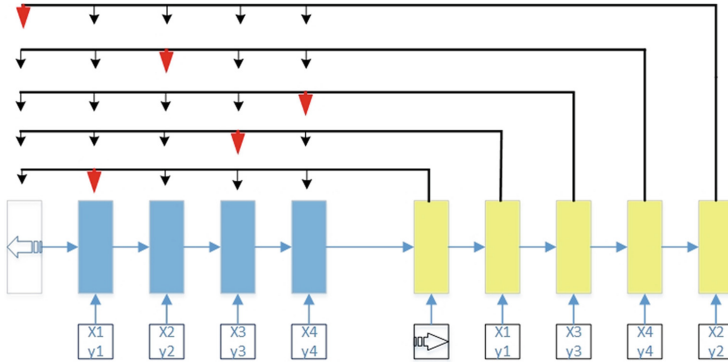 X1 X2 X3 X4 X1 X3 X4 X2
y1 y2 y3 y4 y1 y3 y4 y2